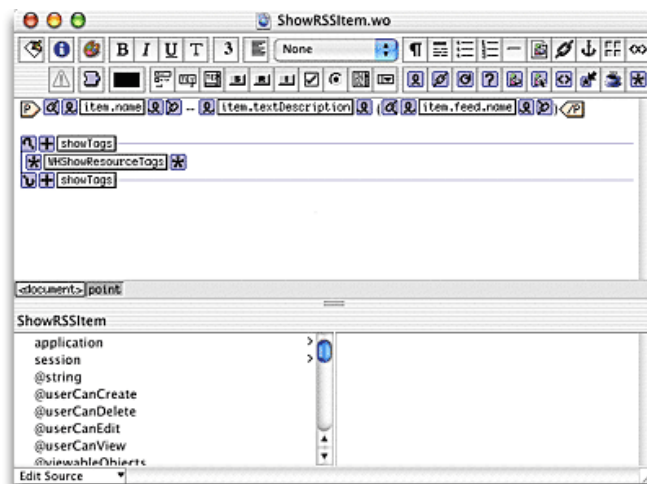 ShowRSSItem.wo
B I U T 3 None
P item.name -- item.textDescription ( item.feed.name ) </P
showTags
WHShowResourceTags
showTags
<document> point
ShowRSSItem
application >
session >
@string
@userCanCreate
@userCanDelete
@userCanEdit
@userCanView
@viewableObjects
Edit Source